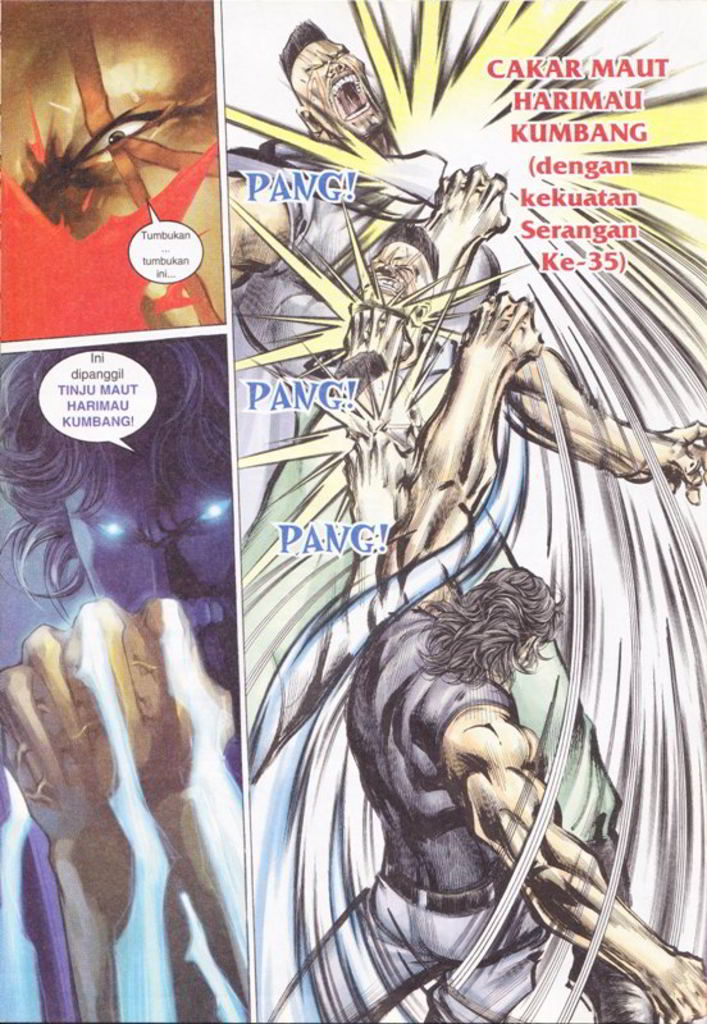 Tumbukan
...
tumbukan
ini...
Ini
dipanggil
TINJU MAUT
HARIMAU
KUMBANG!
CAKAR MAUT
HARIMAU
KUMBANG
(dengan
kekuatan
Serangan
Ke-35)
PANG!
PANG!
PANG!